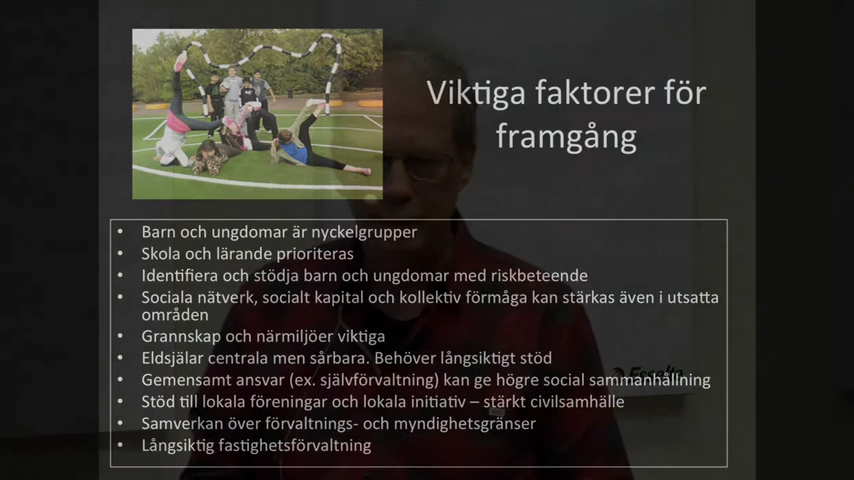 Viktiga faktorer för
framgång
• Barn och ungdomar är nyckelgrupper
• Skola och lärande prioriteras
• Identifiera och stödja barn och ungdomar med riskbeteende
• Sociala nätverk, socialt kapital och kollektiv förmåga kan stärkas även i utsatta
områden
• Grannskap och närmiljöer viktiga
• Eldsjälar centrala men sårbara. Behöver långsiktigt stöd
• Gemensamt ansvar (ex. självförvaltning) kan ge högre social sammanhållning
• Stöd till lokala föreningar och lokala initiativ – stärkt civilsamhälle
• Samverkan över förvaltnings- och myndighetsgränser
• Långsiktig fastighetsförvaltning